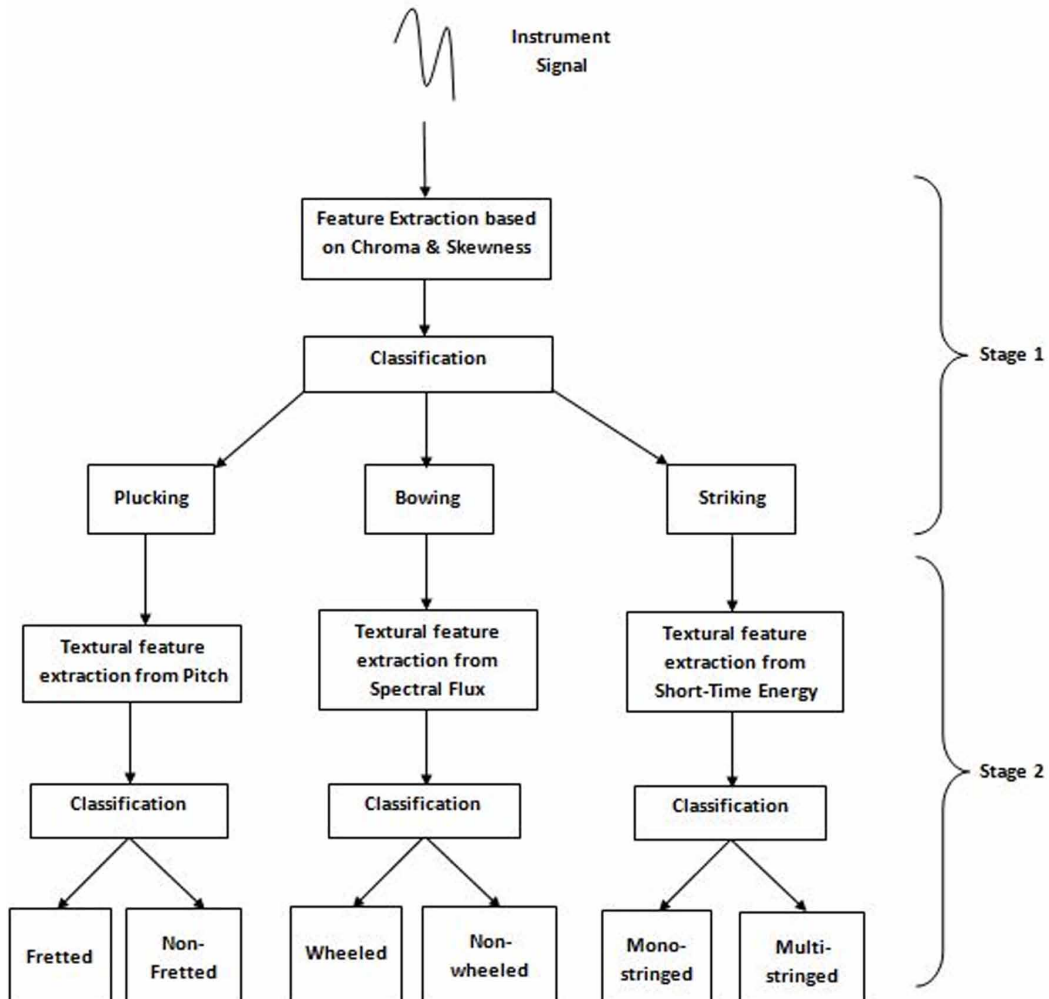 Instrument
Signal
Feature Extraction based
on Chroma & Skewness
Stage 1
Classification
Plucking
Bowing
Striking
Textural feature
extraction from Pitch
Textural feature
extraction from
Spectral Flux
Textural feature
extraction from
Short-Time Energy
Stage 2
Classification
Classification
Classification
Fretted
Non-
Fretted
Wheeled
Non-
wheeled
Mono-
stringed
Multi-
stringed